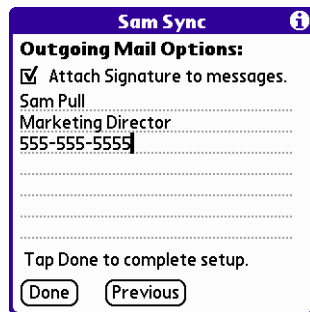 Sam Sync
Outgoing Mail Options:
Attach Signature to messages.
Sam Pull
Marketing Director
555-555-5555
Tap Done to complete setup.
Done Previous